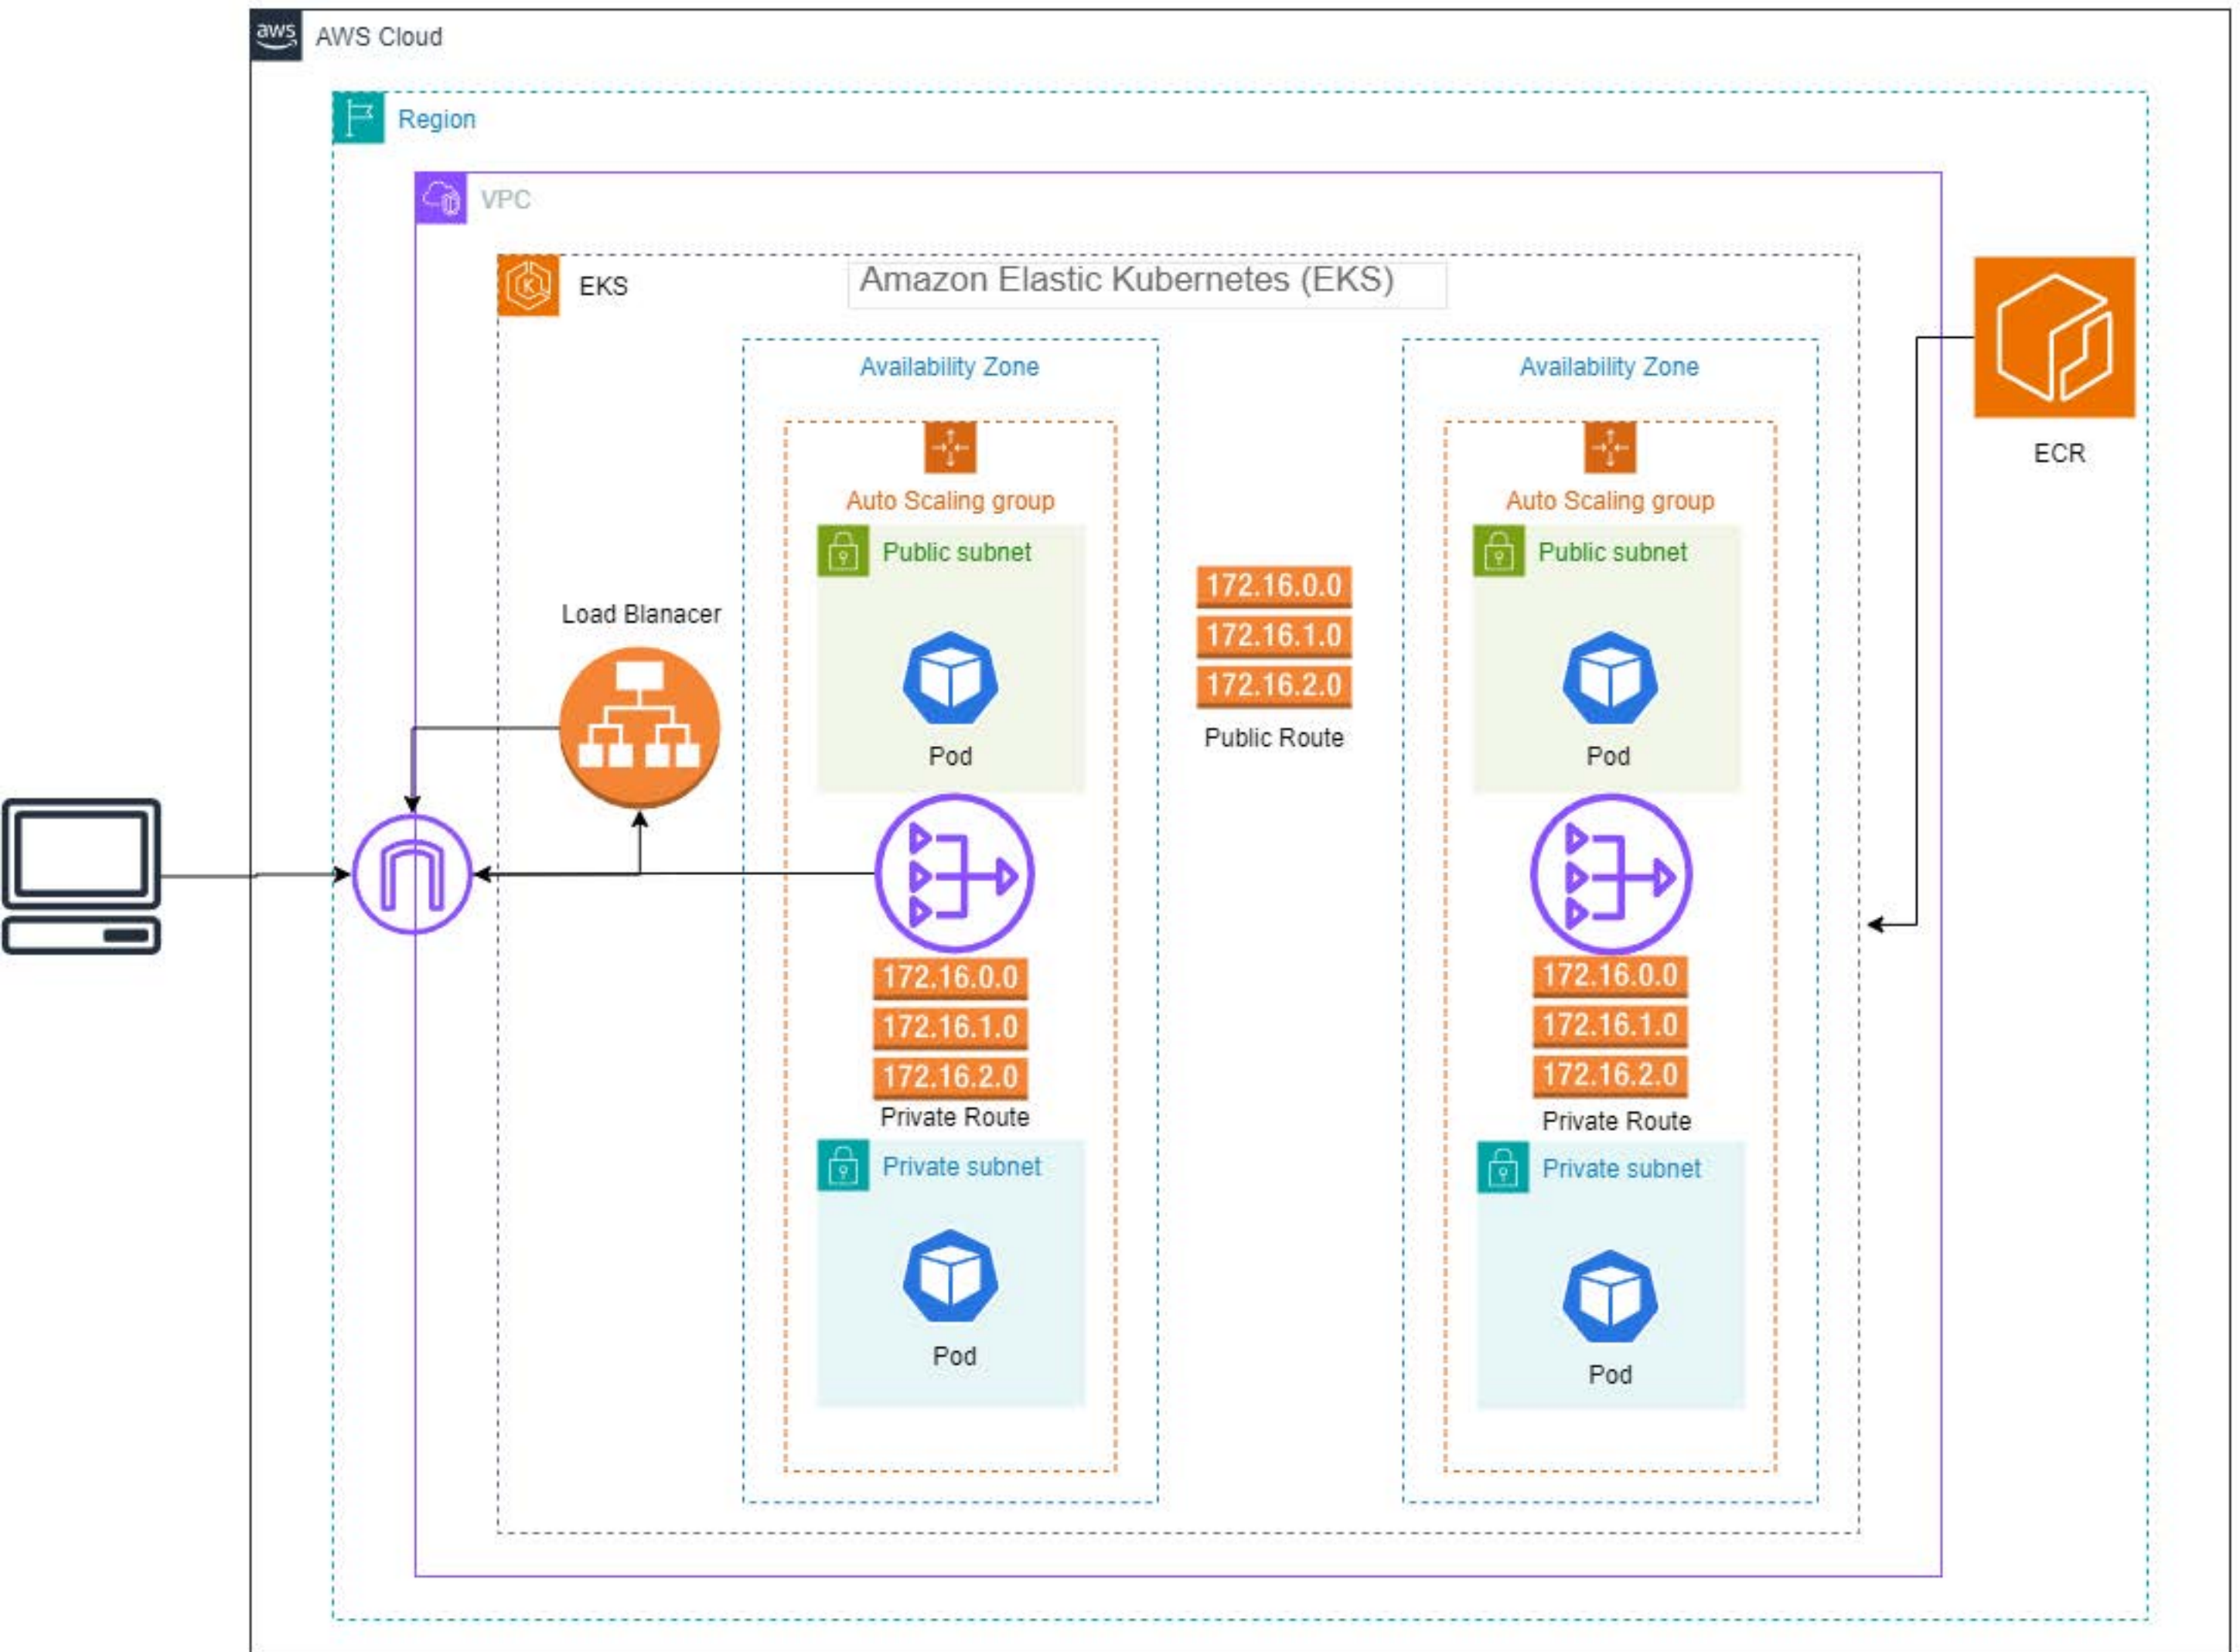 aws
AWS Cloud
Region
VPC
EKS
Amazon Elastic Kubernetes (EKS)
Availability Zone
Availability Zone
ECR
Auto Scaling group
Auto Scaling group
Public subnet
Public subnet
172.16.0.0
172.16.1.0
172.16.2.0
Public Route
Load Blanacer
Pod
Pod
172.16.0.0
172.16.1.0
172.16.2.0
Private Route
172.16.0.0
172.16.1.0
172.16.2.0
Private Route
Private subnet
Private subnet
Pod
Pod